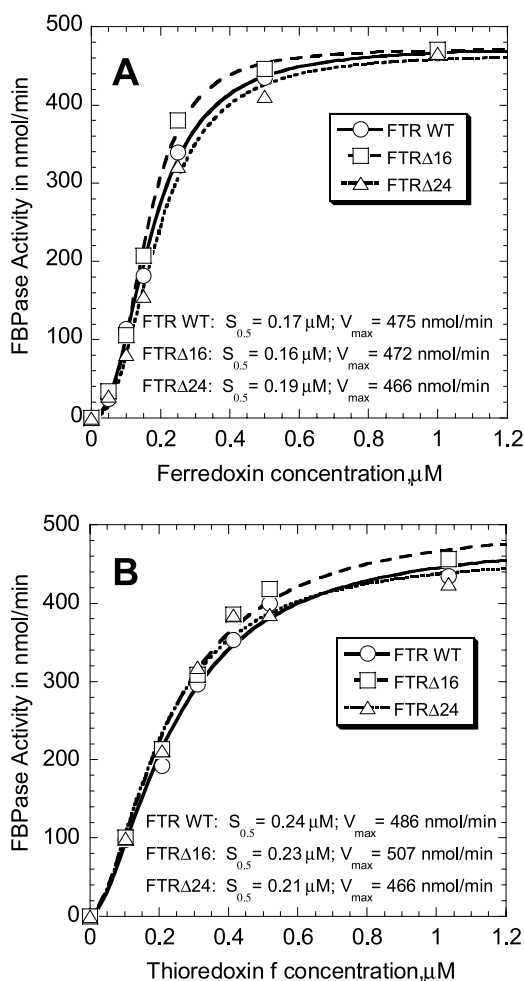 500
A
400
300
200
100
0
FBPase Activity in nmol/min
FTR WT
FTRΔ16
FTRΔ24
FTR WT: S0.5 = 0.17 μM; Vmax = 475 nmol/min
FTRΔ16: S0.5 = 0.16 μM; Vmax = 472 nmol/min
FTRΔ24: S0.5 = 0.19 μM; Vmax = 466 nmol/min
0 0.2 0.4 0.6 0.8 1.0 1.2
Ferredoxin concentration,μM
500
B
400
300
200
100
0
FBPase Activity in nmol/min
FTR WT
FTRΔ16
FTRΔ24
FTR WT: S0.5 = 0.24 μM; Vmax = 486 nmol/min
FTRΔ16: S0.5 = 0.23 μM; Vmax = 507 nmol/min
FTRΔ24: S0.5 = 0.21 μM; Vmax = 466 nmol/min
0.0 0.2 0.4 0.6 0.8 1.0 1.2
Thioredoxin f concentration,μM